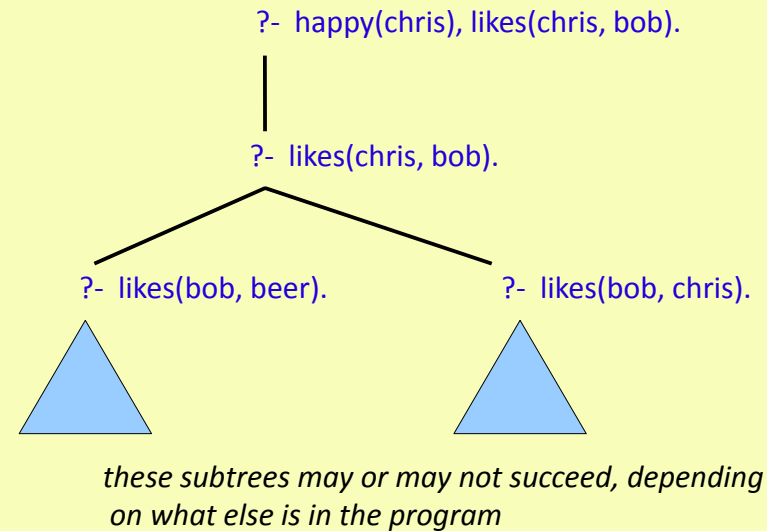 ?- happy(chris), likes(chris, bob).
?- likes(chris, bob).
?- likes(bob, beer).
?- likes(bob, chris).
these subtrees may or may not succeed, depending
on what else is in the program